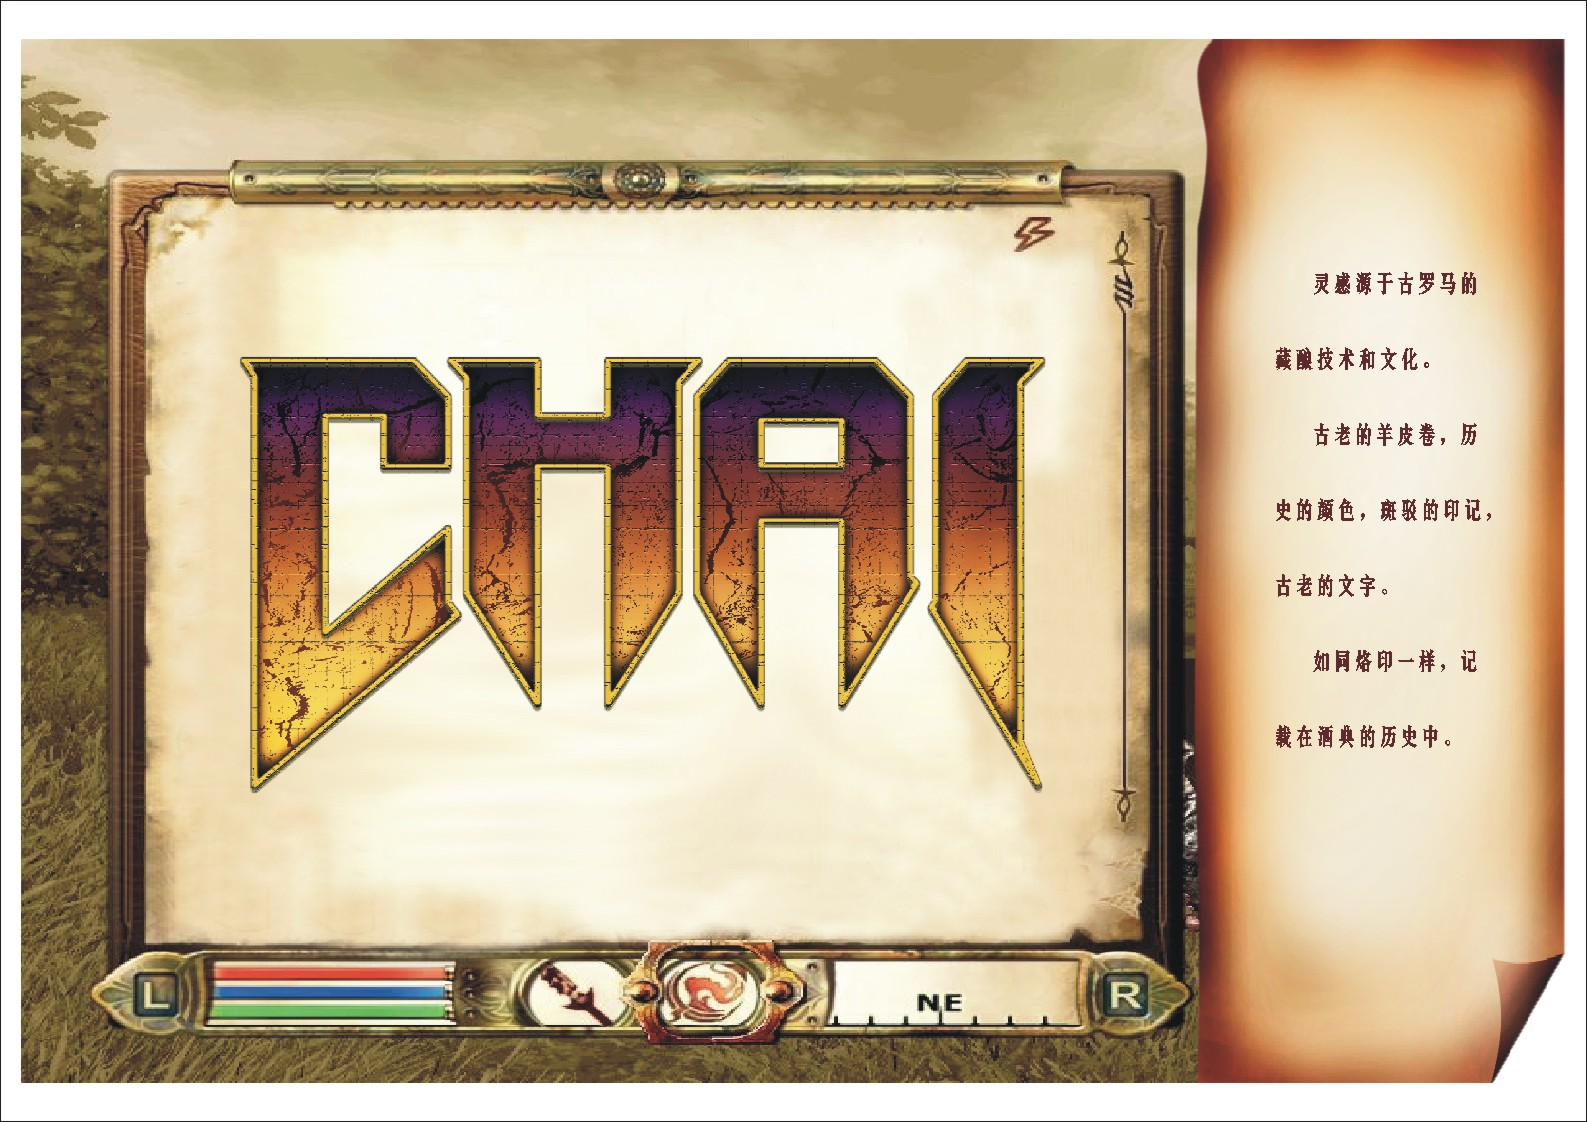 CHAI
L
NE
R
灵感源于古罗马的
藏酿技术和文化。
古老的羊皮卷，历
史的颜色，斑驳的印记，
古老的文字。
如同烙印一样，记
载在酒典的历史中。